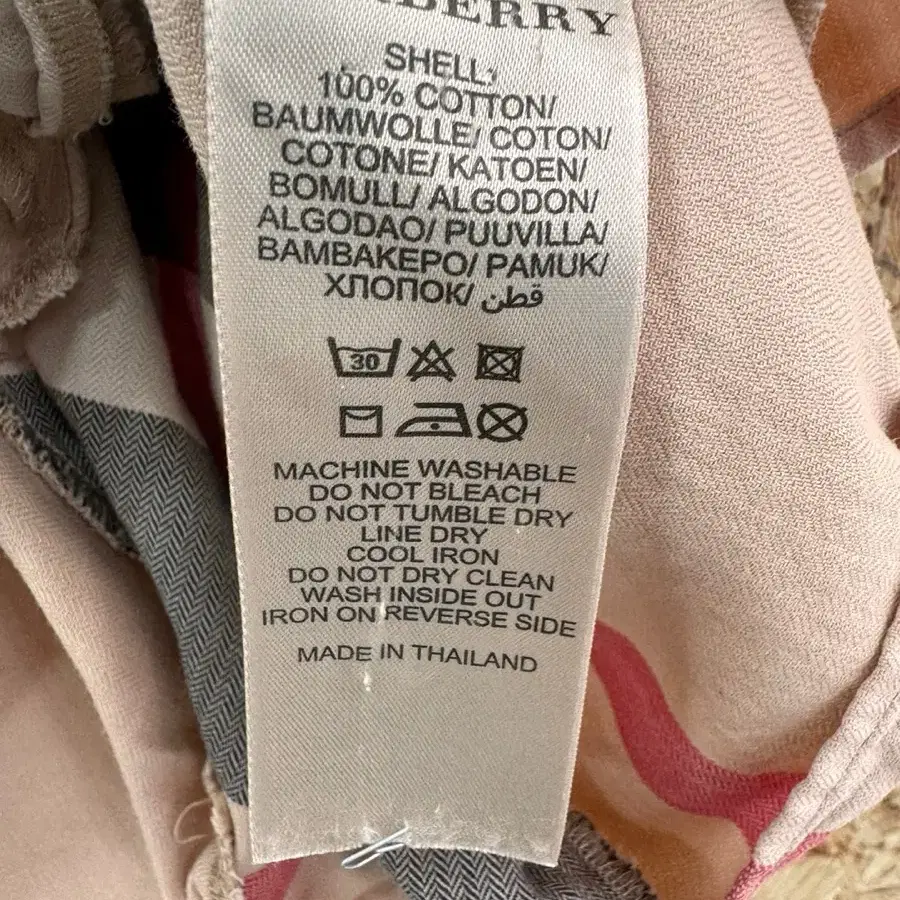 BERRY
SHELL,
100% COTTON/
BAUMWOLLE/ COTON/
COTONE/ KATOEN/
BOMULL/ ALGODON/
ALGODAO/ PUUVILLA/
BAMBAKEPO/ PAMUK/
ХЛОПОК/ قطن
30
MACHINE WASHABLE
DO NOT BLEACH
DO NOT TUMBLE DRY
LINE DRY
COOL IRON
DO NOT DRY CLEAN
WASH INSIDE OUT
IRON ON REVERSE SIDE
MADE IN THAILAND